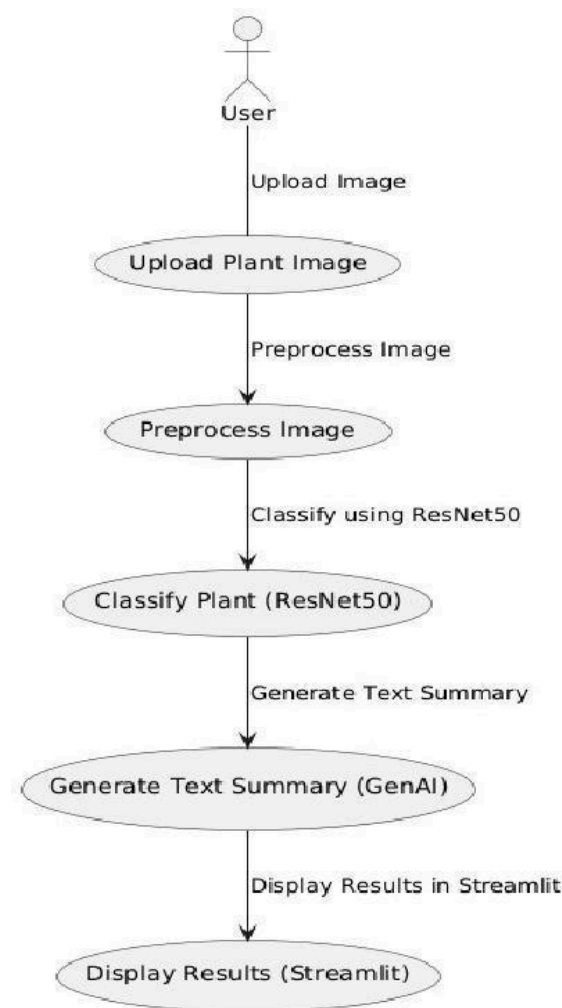 User
Upload Image
Upload Plant Image
Preprocess Image
Preprocess Image
Classify using ResNet50
Classify Plant (ResNet50)
Generate Text Summary
Generate Text Summary (GenAI)
Display Results in Streamlit
Display Results (Streamlit)